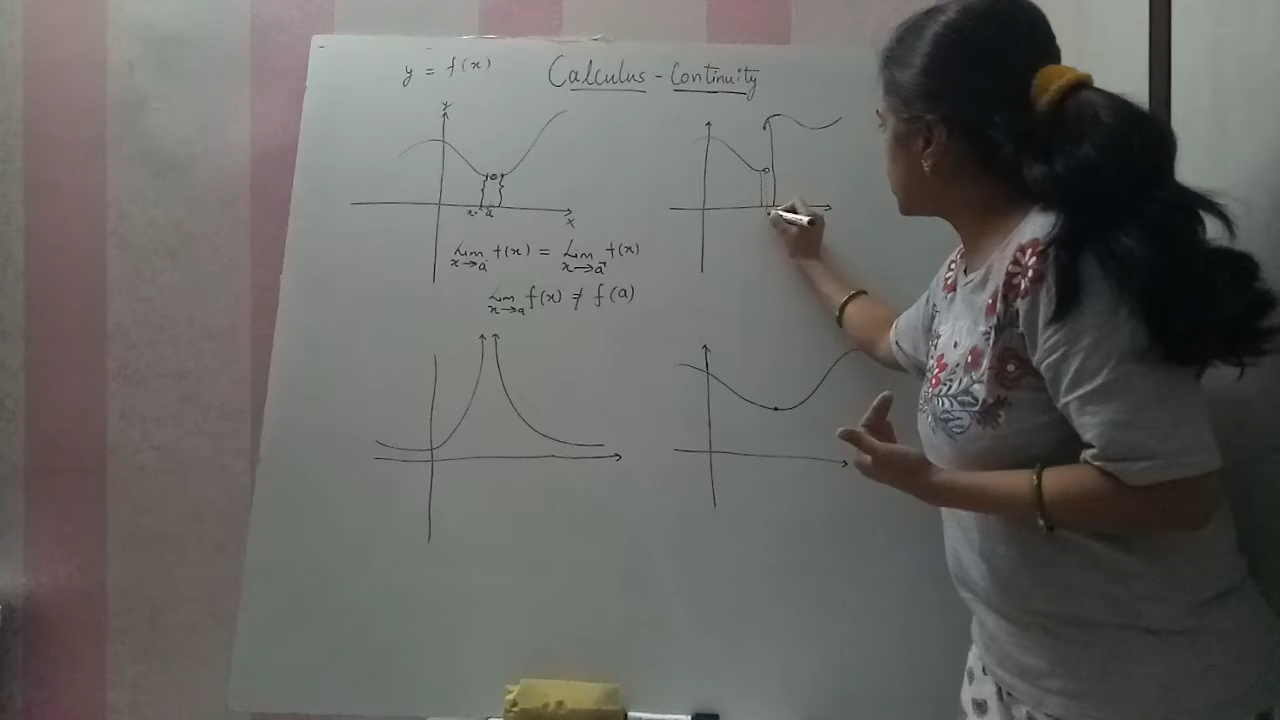 y = f(x)
Calculus - Continuity
y
x a
x
Lim x→a⁻ f(x) = Lim x→a⁺ f(x)
Lim x→a f(x) ≠ f(a)